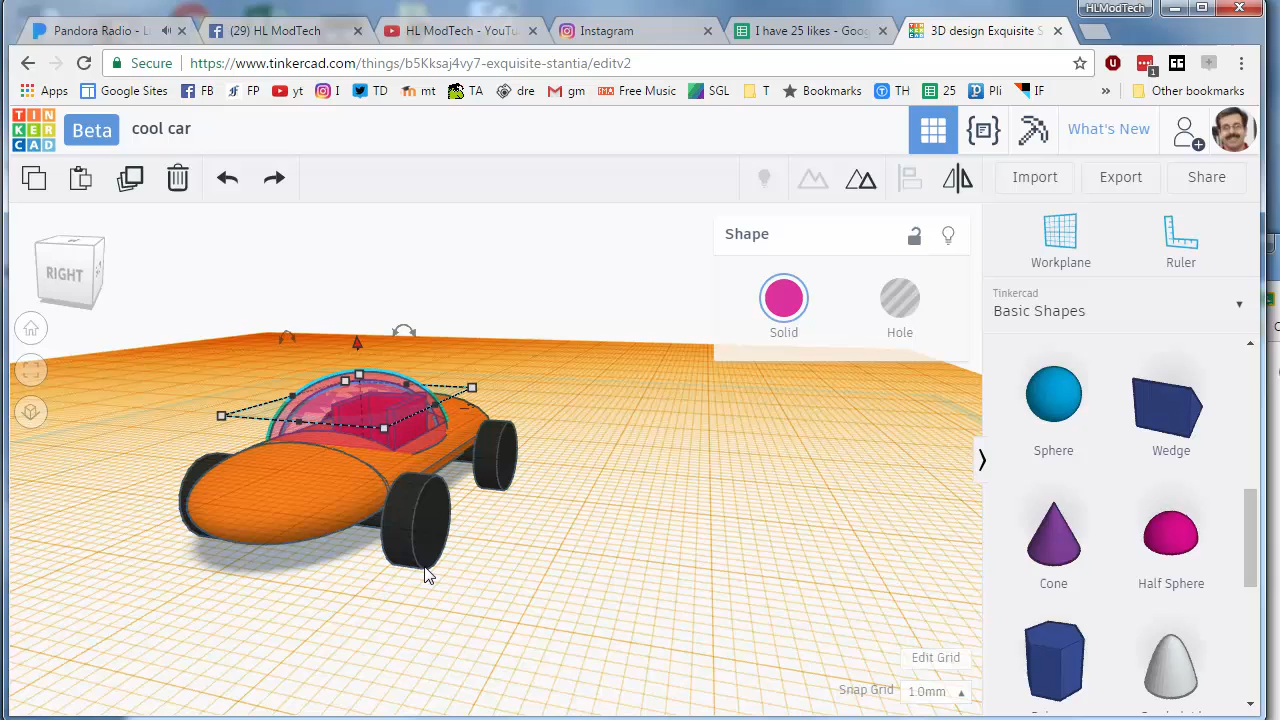 HLModTech
Pandora Radio - Li
(29) HL ModTech
HL ModTech - YouTu
Instagram
I have 25 likes - Goog
3D design Exquisite S
Secure
https://www.tinkercad.com/things/b5Kksaj4vr7-exquisite-stantia/editv2
1
Apps
Google Sites
FB
FP
yt
I
TD
mt
TA
dre
gm
Free Music
SGL
T
Bookmarks
TH
25
Pli
IF
»
Other bookmarks
TIN
KER
CAD
Beta
cool car
What's New
Import
Export
Share
RIGHT
Shape
Solid
Hole
Workplane
Ruler
Tinkercad
Basic Shapes
Sphere
Wedge
Cone
Half Sphere
Edit Grid
Snap Grid
1.0mm